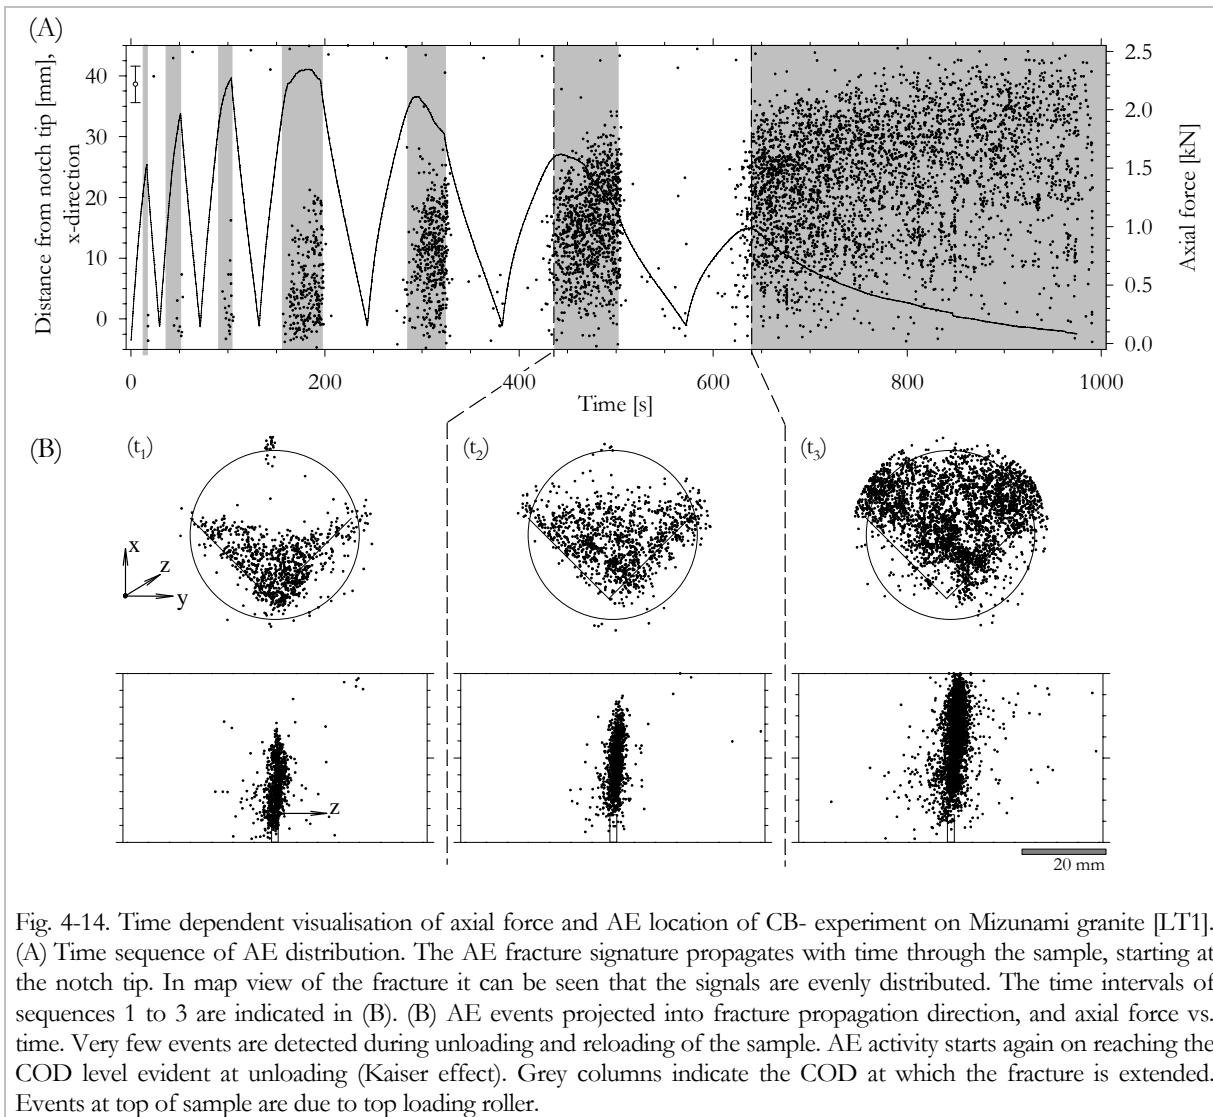 (A)
Distance from notch tip [mm],
x-direction
40
30
20
10
0
2.5
2.0
1.5
1.0
0.5
0.0
Axial force [kN]
0 200 400 600 800 1000
Time [s]
(B) (t1) (t2) (t3)
x
z
y
z
20 mm
Fig. 4-14. Time dependent visualisation of axial force and AE location of CB- experiment on Mizunami granite [LT1].
(A) Time sequence of AE distribution. The AE fracture signature propagates with time through the sample, starting at
the notch tip. In map view of the fracture it can be seen that the signals are evenly distributed. The time intervals of
sequences 1 to 3 are indicated in (B). (B) AE events projected into fracture propagation direction, and axial force vs.
time. Very few events are detected during unloading and reloading of the sample. AE activity starts again on reaching the
COD level evident at unloading (Kaiser effect). Grey columns indicate the COD at which the fracture is extended.
Events at top of sample are due to top loading roller.